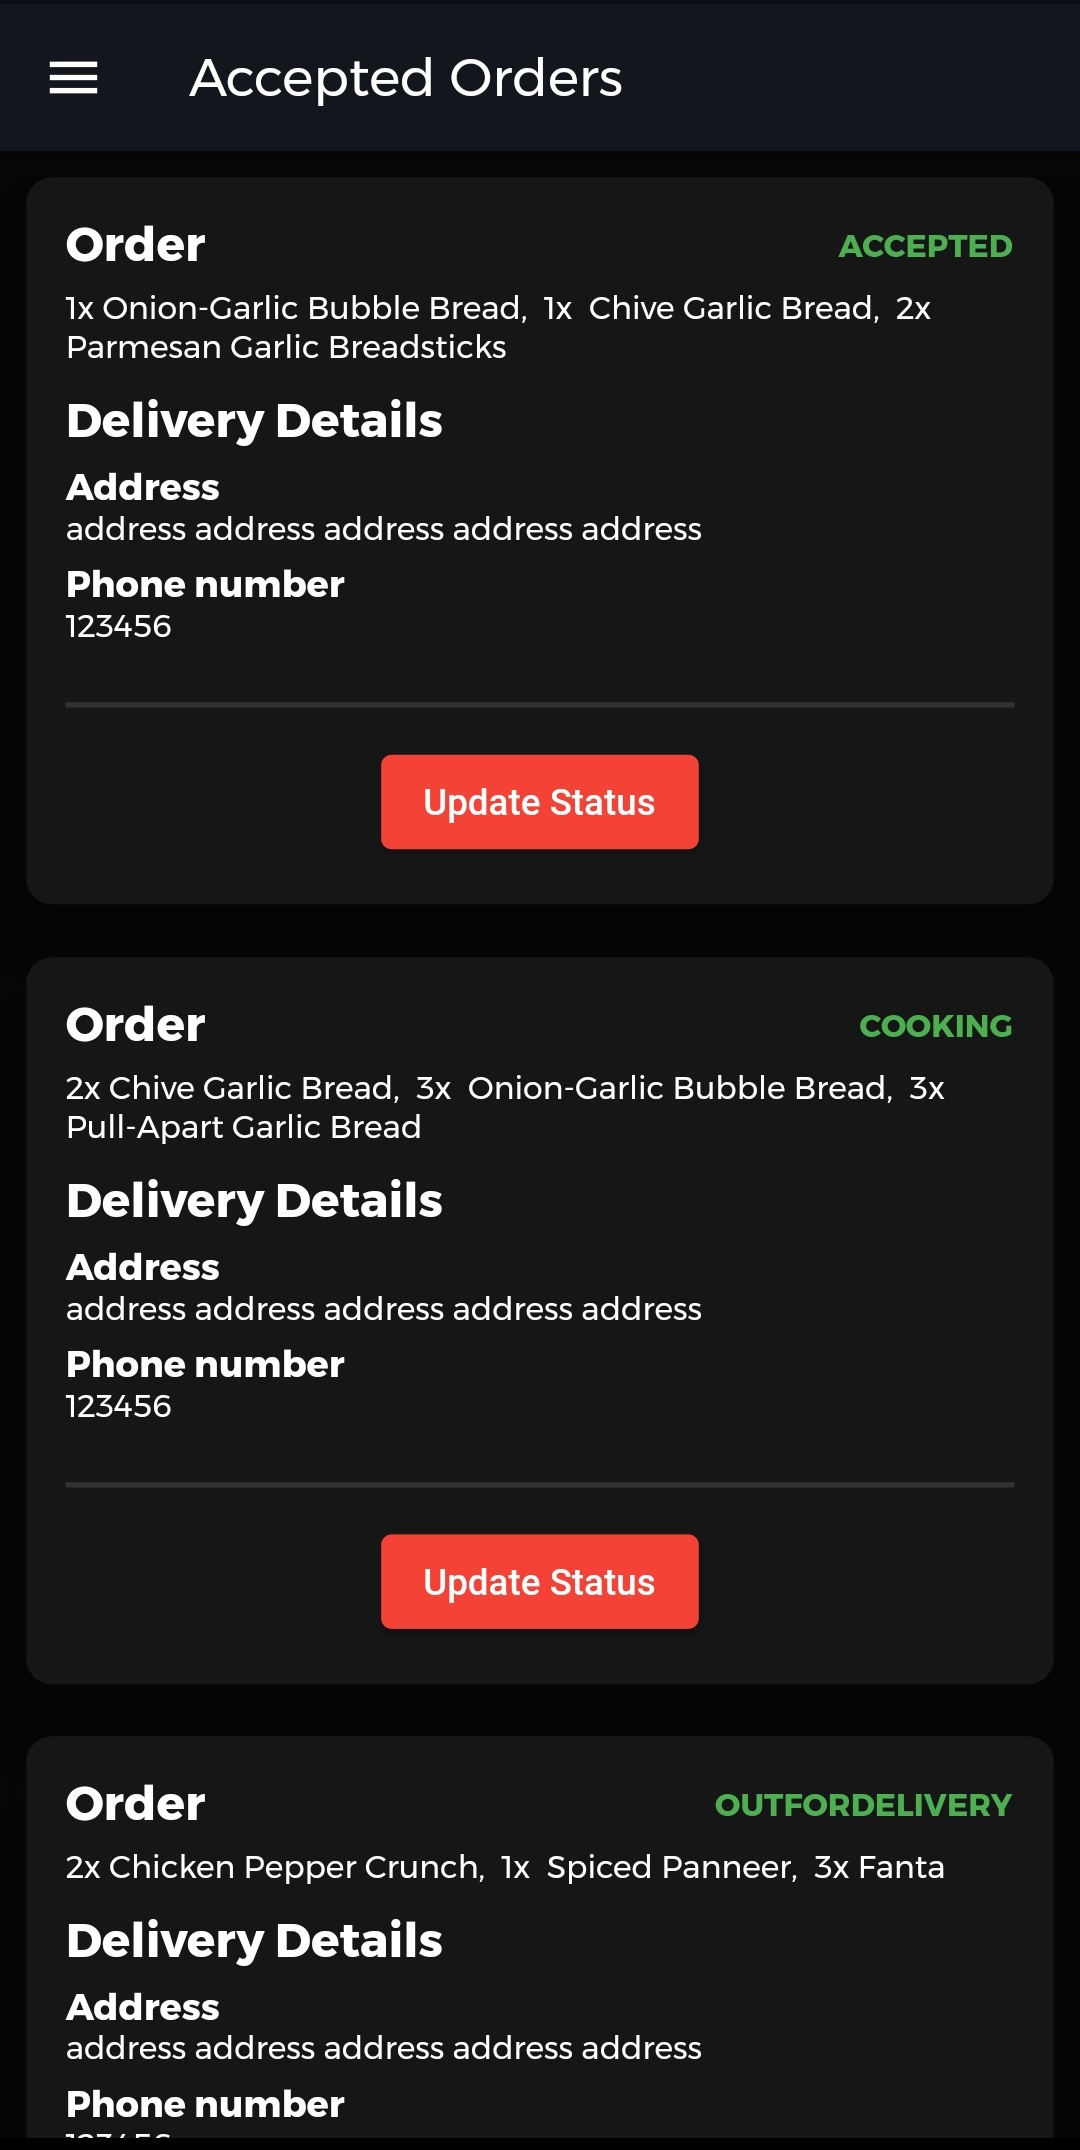 Accepted Orders
Order
ACCEPTED
1x Onion-Garlic Bubble Bread,  1x  Chive Garlic Bread,  2x
Parmesan Garlic Breadsticks
Delivery Details
Address
address address address address address
Phone number
123456
Update Status
Order
COOKING
2x Chive Garlic Bread,  3x  Onion-Garlic Bubble Bread,  3x
Pull-Apart Garlic Bread
Delivery Details
Address
address address address address address
Phone number
123456
Update Status
Order
OUTFORDELIVERY
2x Chicken Pepper Crunch,  1x  Spiced Panneer,  3x Fanta
Delivery Details
Address
address address address address address
Phone number